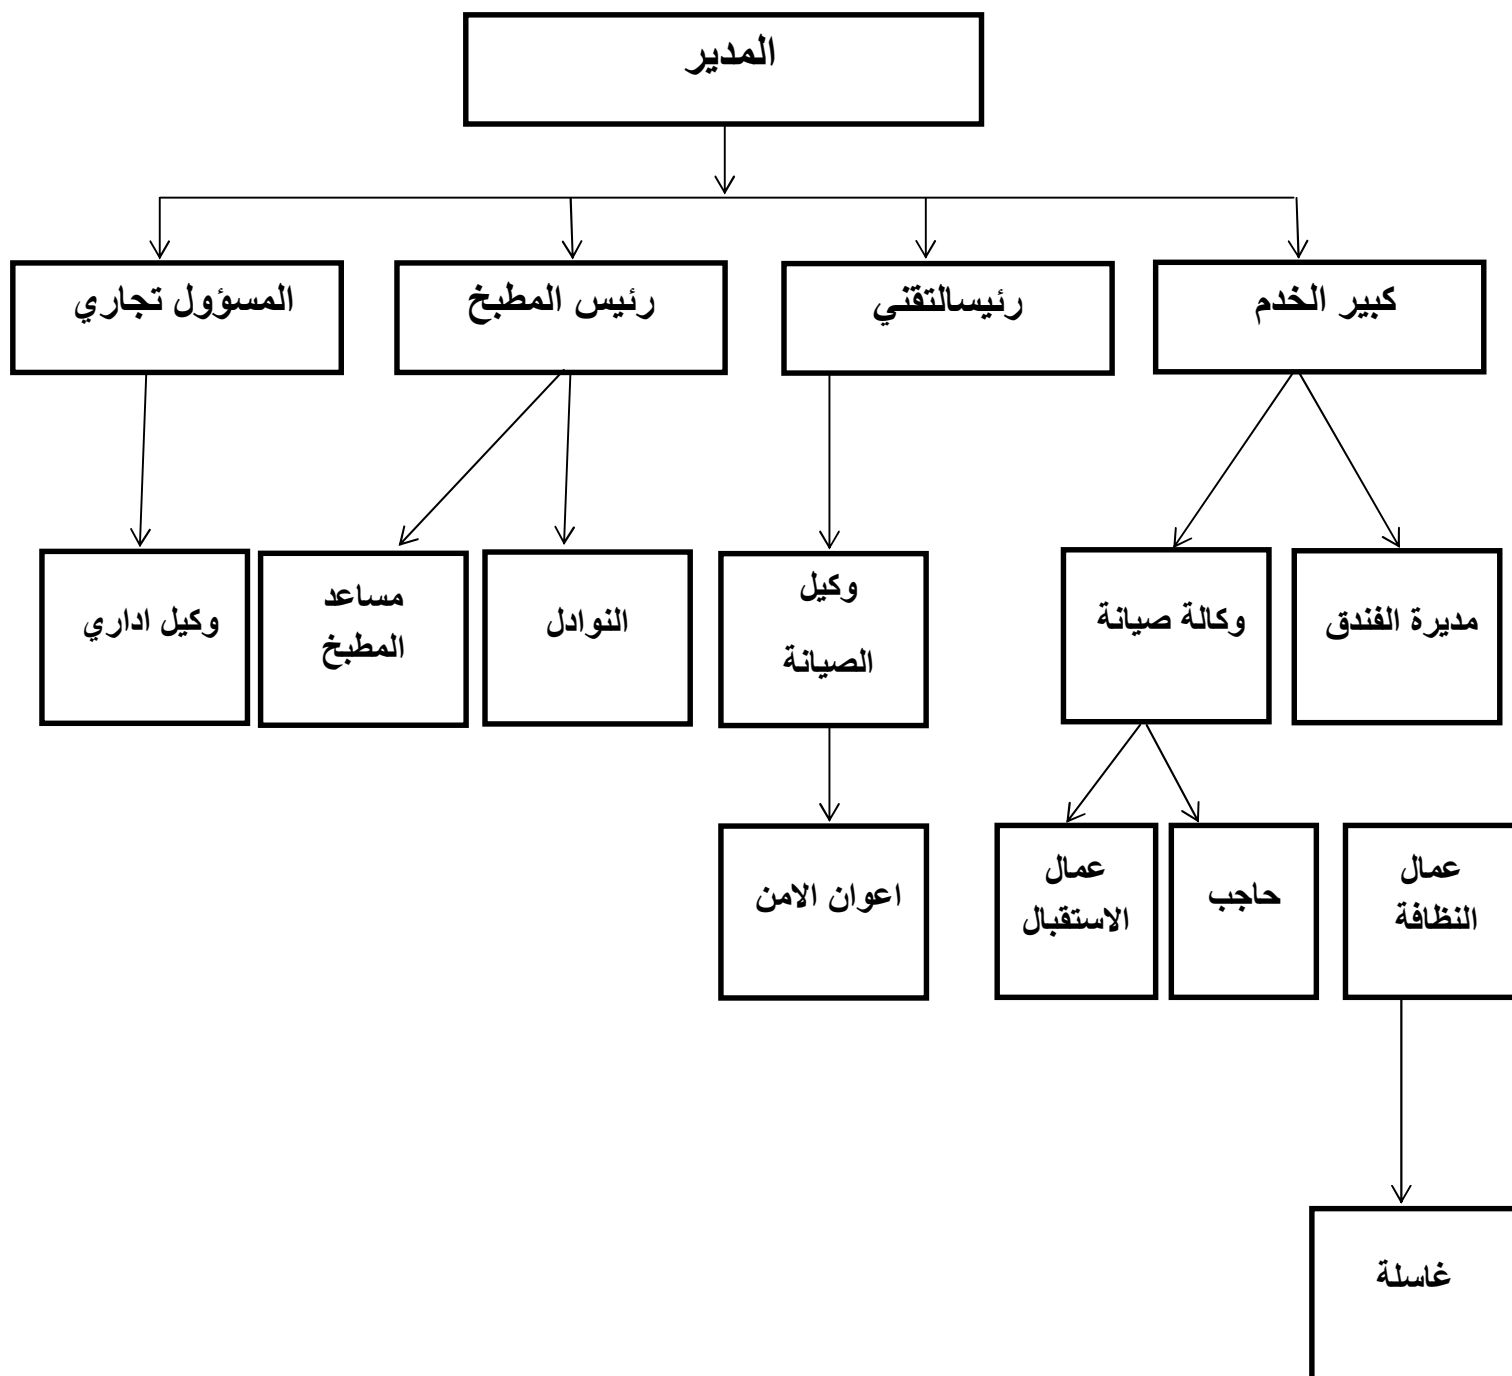 المدير
كبير الخدم
رئيسالتقني
رئيس المطبخ
المسؤول تجاري
مديرة الفندق
وكالة صيانة
وكيل
الصيانة
النوادل
مساعد
المطبخ
وكيل اداري
عمال
النظافة
حاجب
عمال
الاستقبال
اعوان الامن
غاسلة